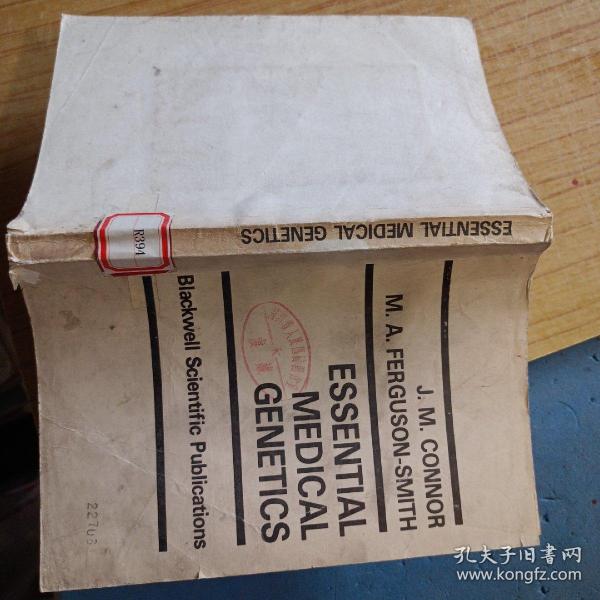 J. M. CONNOR
M. A. FERGUSON-SMITH
ESSENTIAL
MEDICAL
GENETICS
Blackwell Scientific Publications
ESSENTIAL MEDICAL GENETICS
R394
孔夫子旧书网
www.kongfz.com